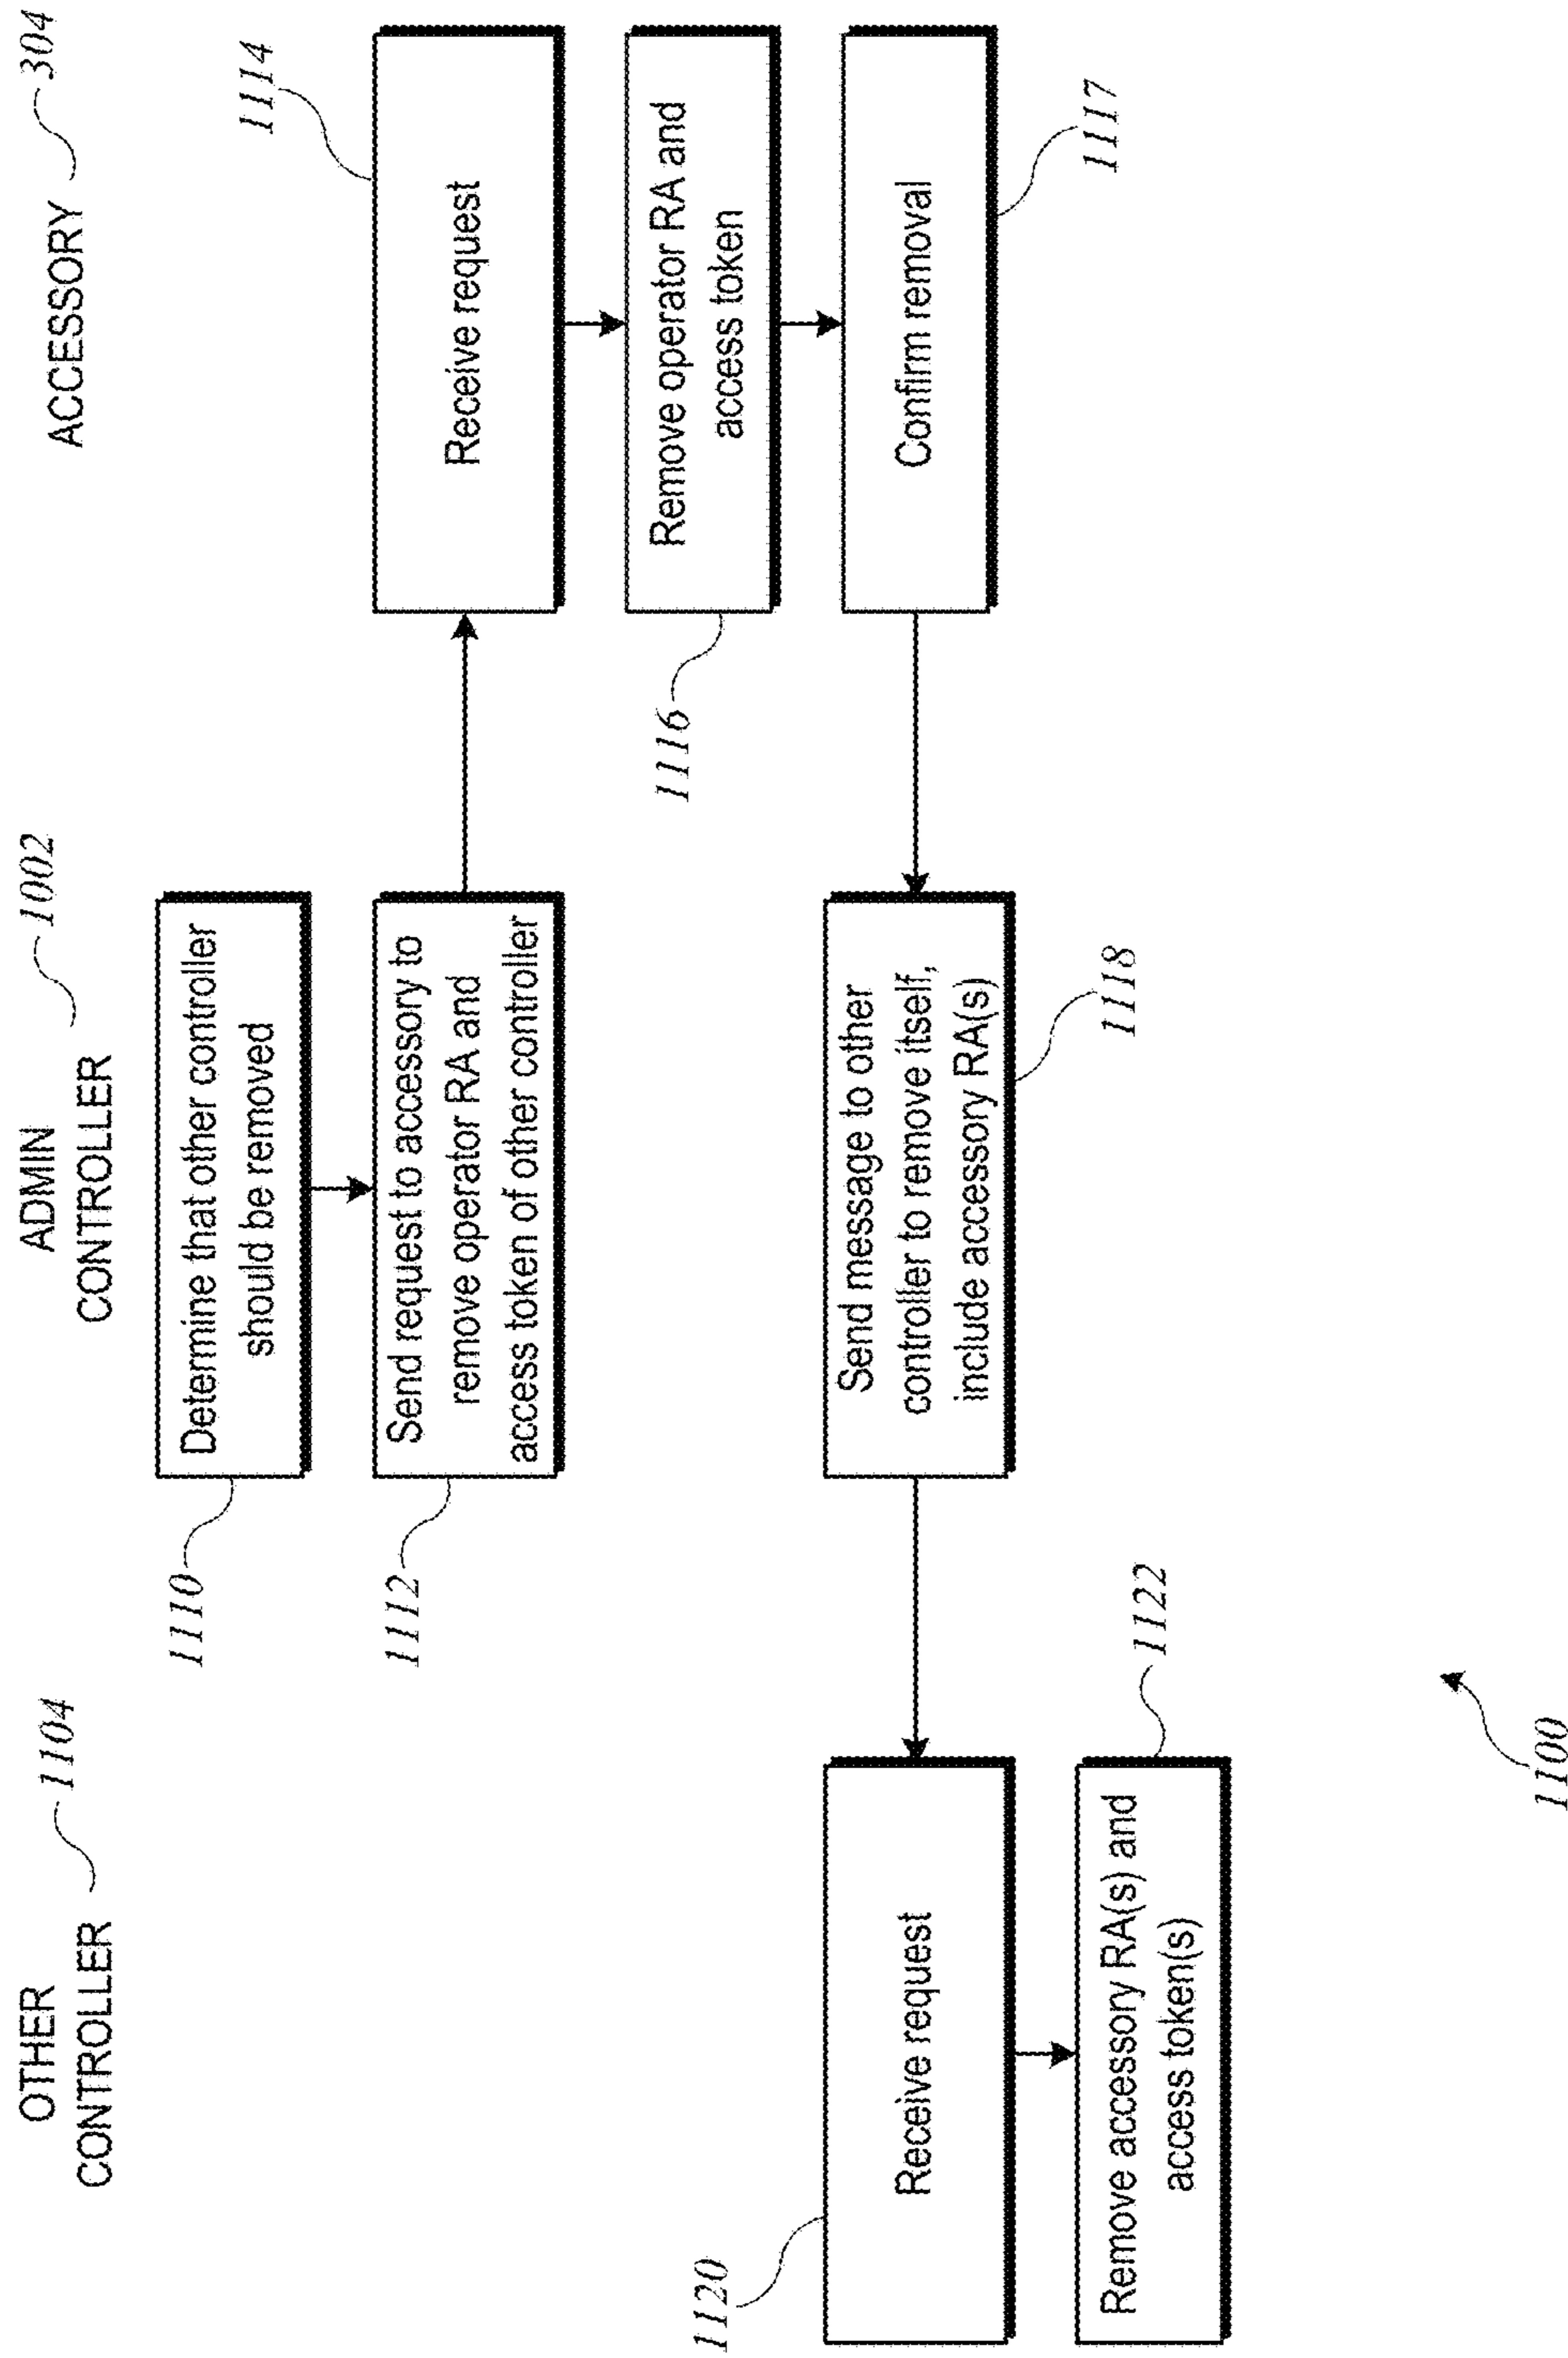 OTHER
CONTROLLER
1104
ADMIN
CONTROLLER
1002
ACCESSORY
304
1110
Determine that other controller
should be removed
1112
Send request to accessory to
remove operator RA and
access token of other controller
1114
Receive request
1116
Remove operator RA and
access token
Confirm removal
1117
Send message to other
controller to remove itself,
include accessory RA(s)
1118
1120
Receive request
Remove accessory RA(s) and
access token(s)
1122
1100